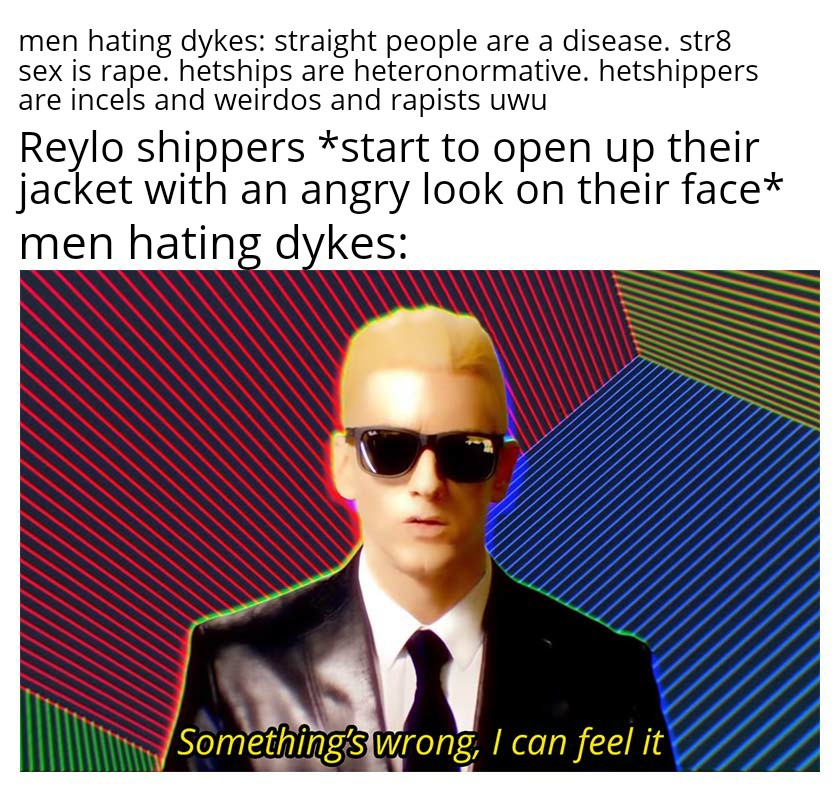 men hating dykes: straight people are a disease. str8
sex is rape. hetships are heteronormative. hetshippers
are incels and weirdos and rapists uwu
Reylo shippers *start to open up their
jacket with an angry look on their face*
men hating dykes:
Something's wrong, I can feel it